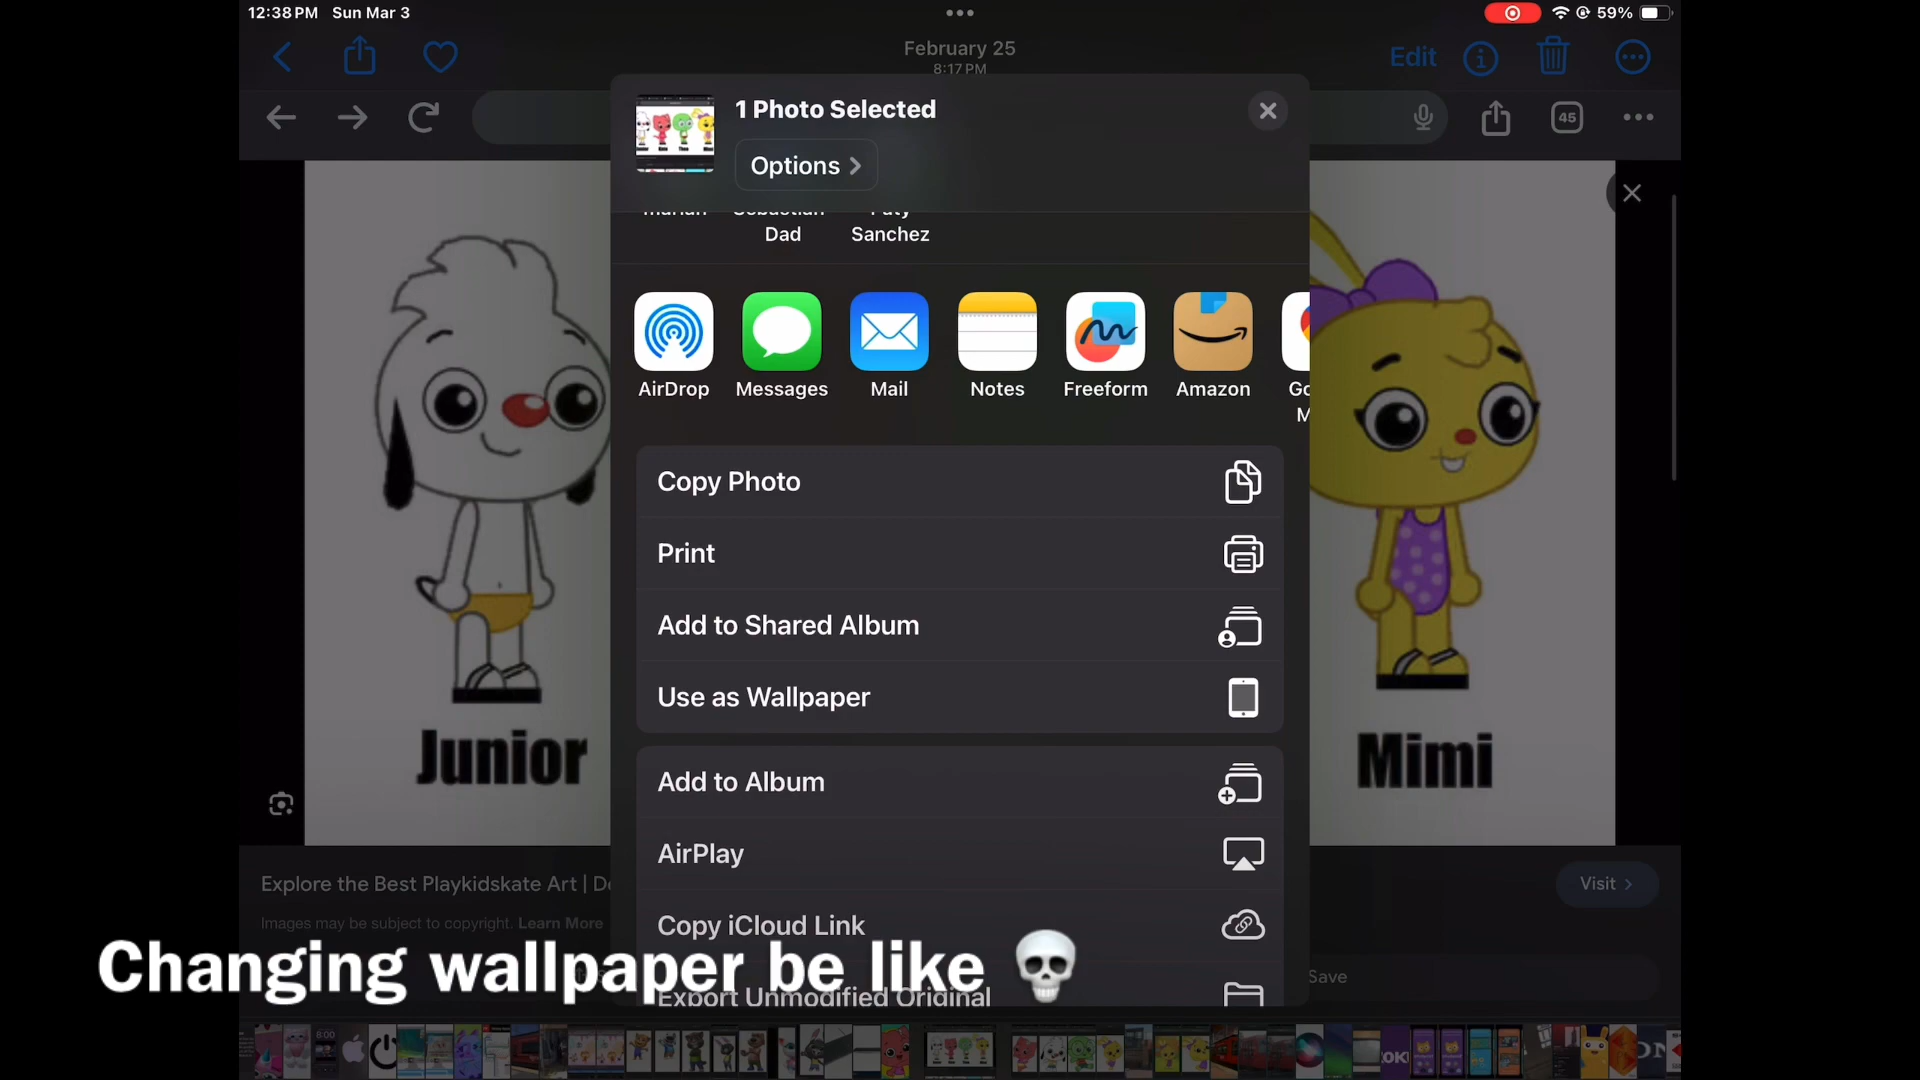 12:38 PM Sun Mar 3
59%
February 25
8:17 PM
Edit
45
1 Photo Selected
Options
Sebastian
Dad
Paty
Sanchez
AirDrop
Messages
Mail
Notes
Freeform
Amazon
Copy Photo
Print
Add to Shared Album
Use as Wallpaper
Add to Album
AirPlay
Copy iCloud Link
Export Unmodified Original
Junior
Mimi
Explore the Best Playkidskate Art |
Visit
Images may be subject to copyright. Learn More
Save
Changing wallpaper be like 💀